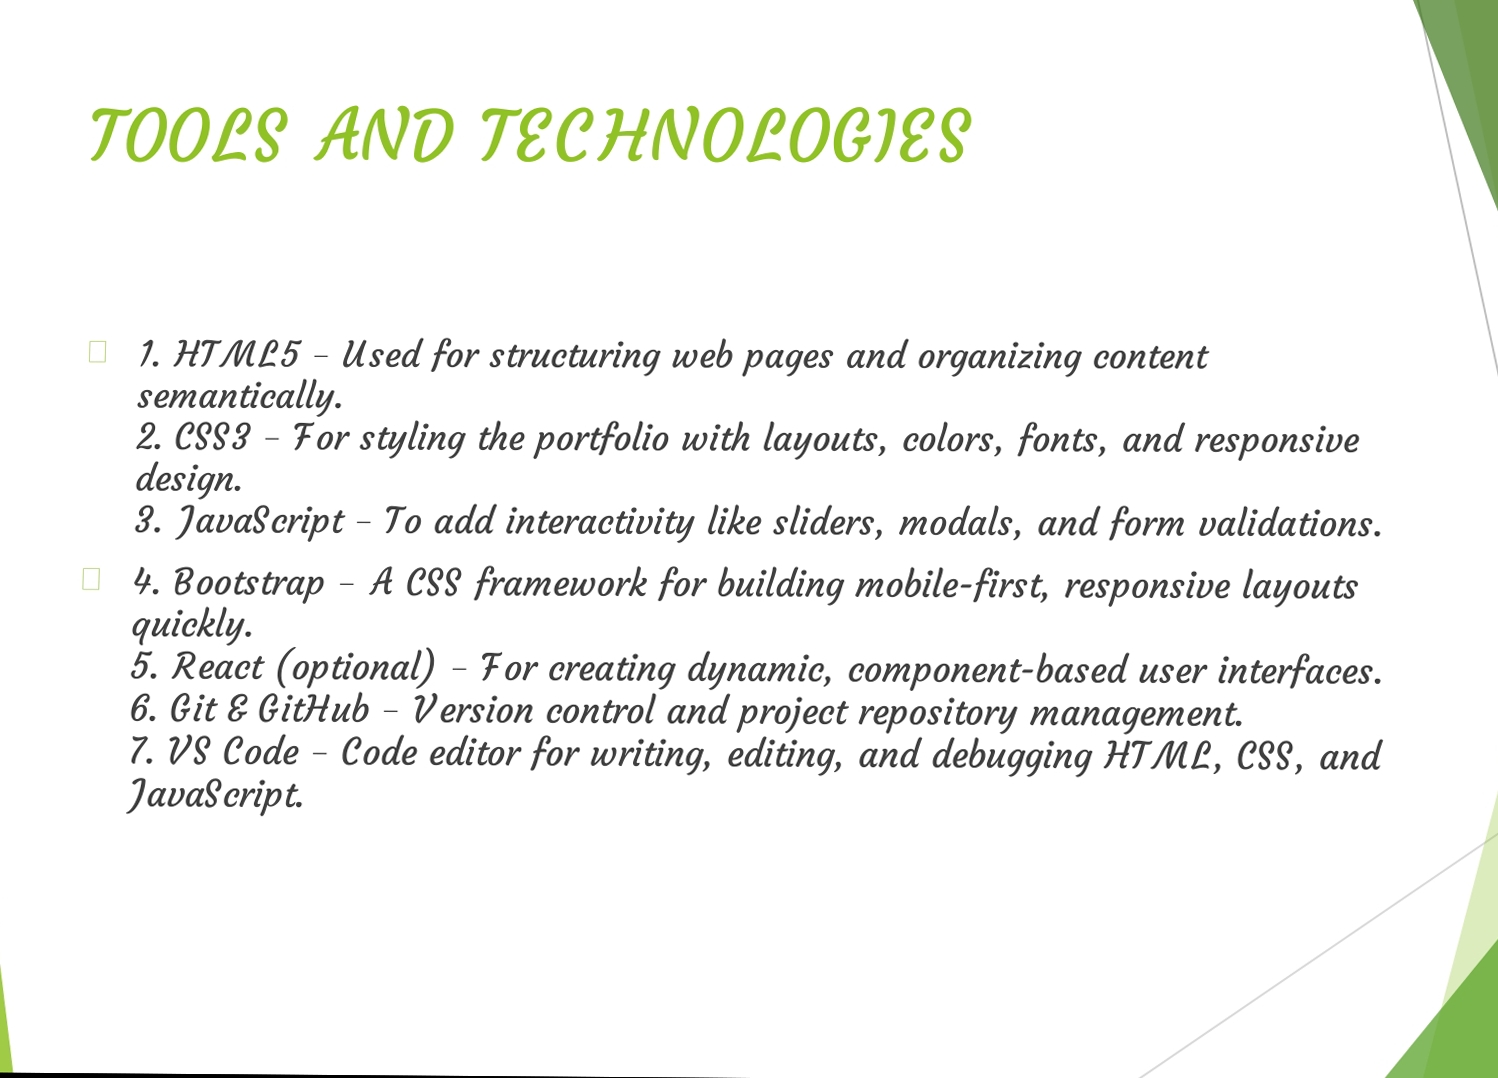 TOOLS AND TECHNOLOGIES
1. HTML5 – Used for structuring web pages and organizing content
semantically.
2. CSS3 – For styling the portfolio with layouts, colors, fonts, and responsive
design.
3. JavaScript – To add interactivity like sliders, modals, and form validations.
4. Bootstrap – A CSS framework for building mobile-first, responsive layouts
quickly.
5. React (optional) – For creating dynamic, component-based user interfaces.
6. Git & GitHub – Version control and project repository management.
7. VS Code – Code editor for writing, editing, and debugging HTML, CSS, and
JavaScript.